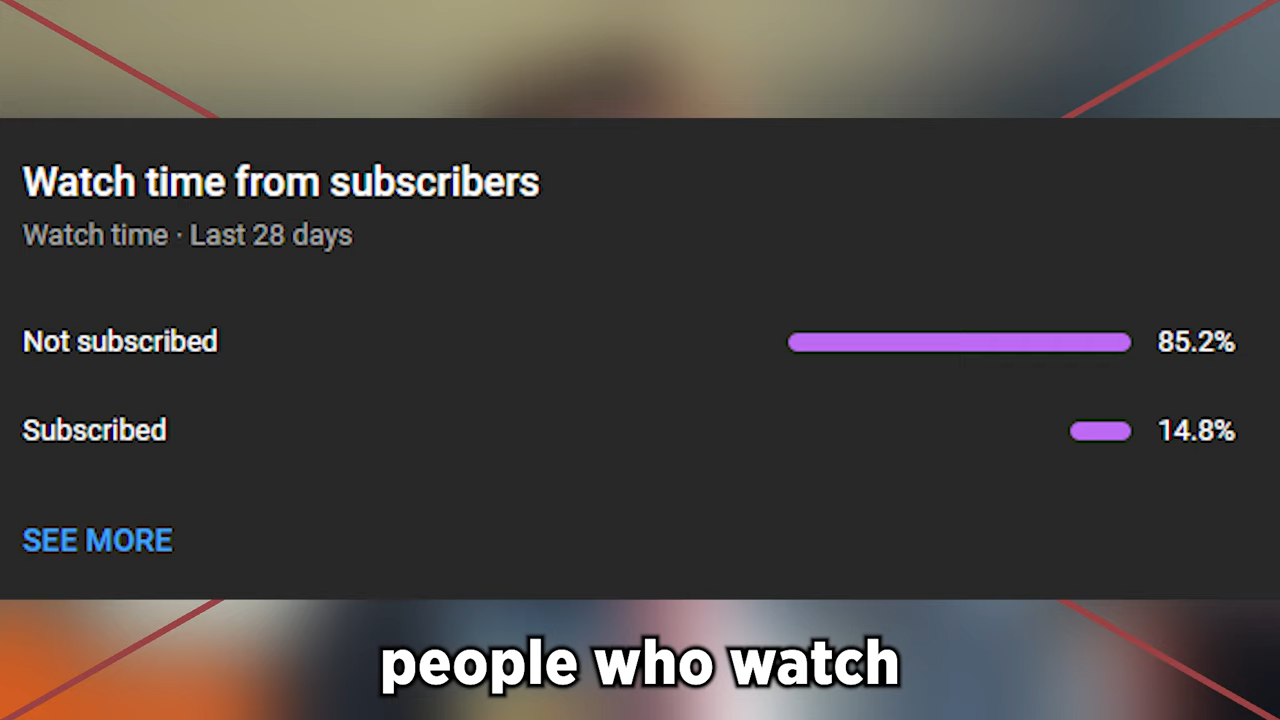 Watch time from subscribers
Watch time · Last 28 days
Not subscribed 85.2%
Subscribed 14.8%
SEE MORE
people who watch